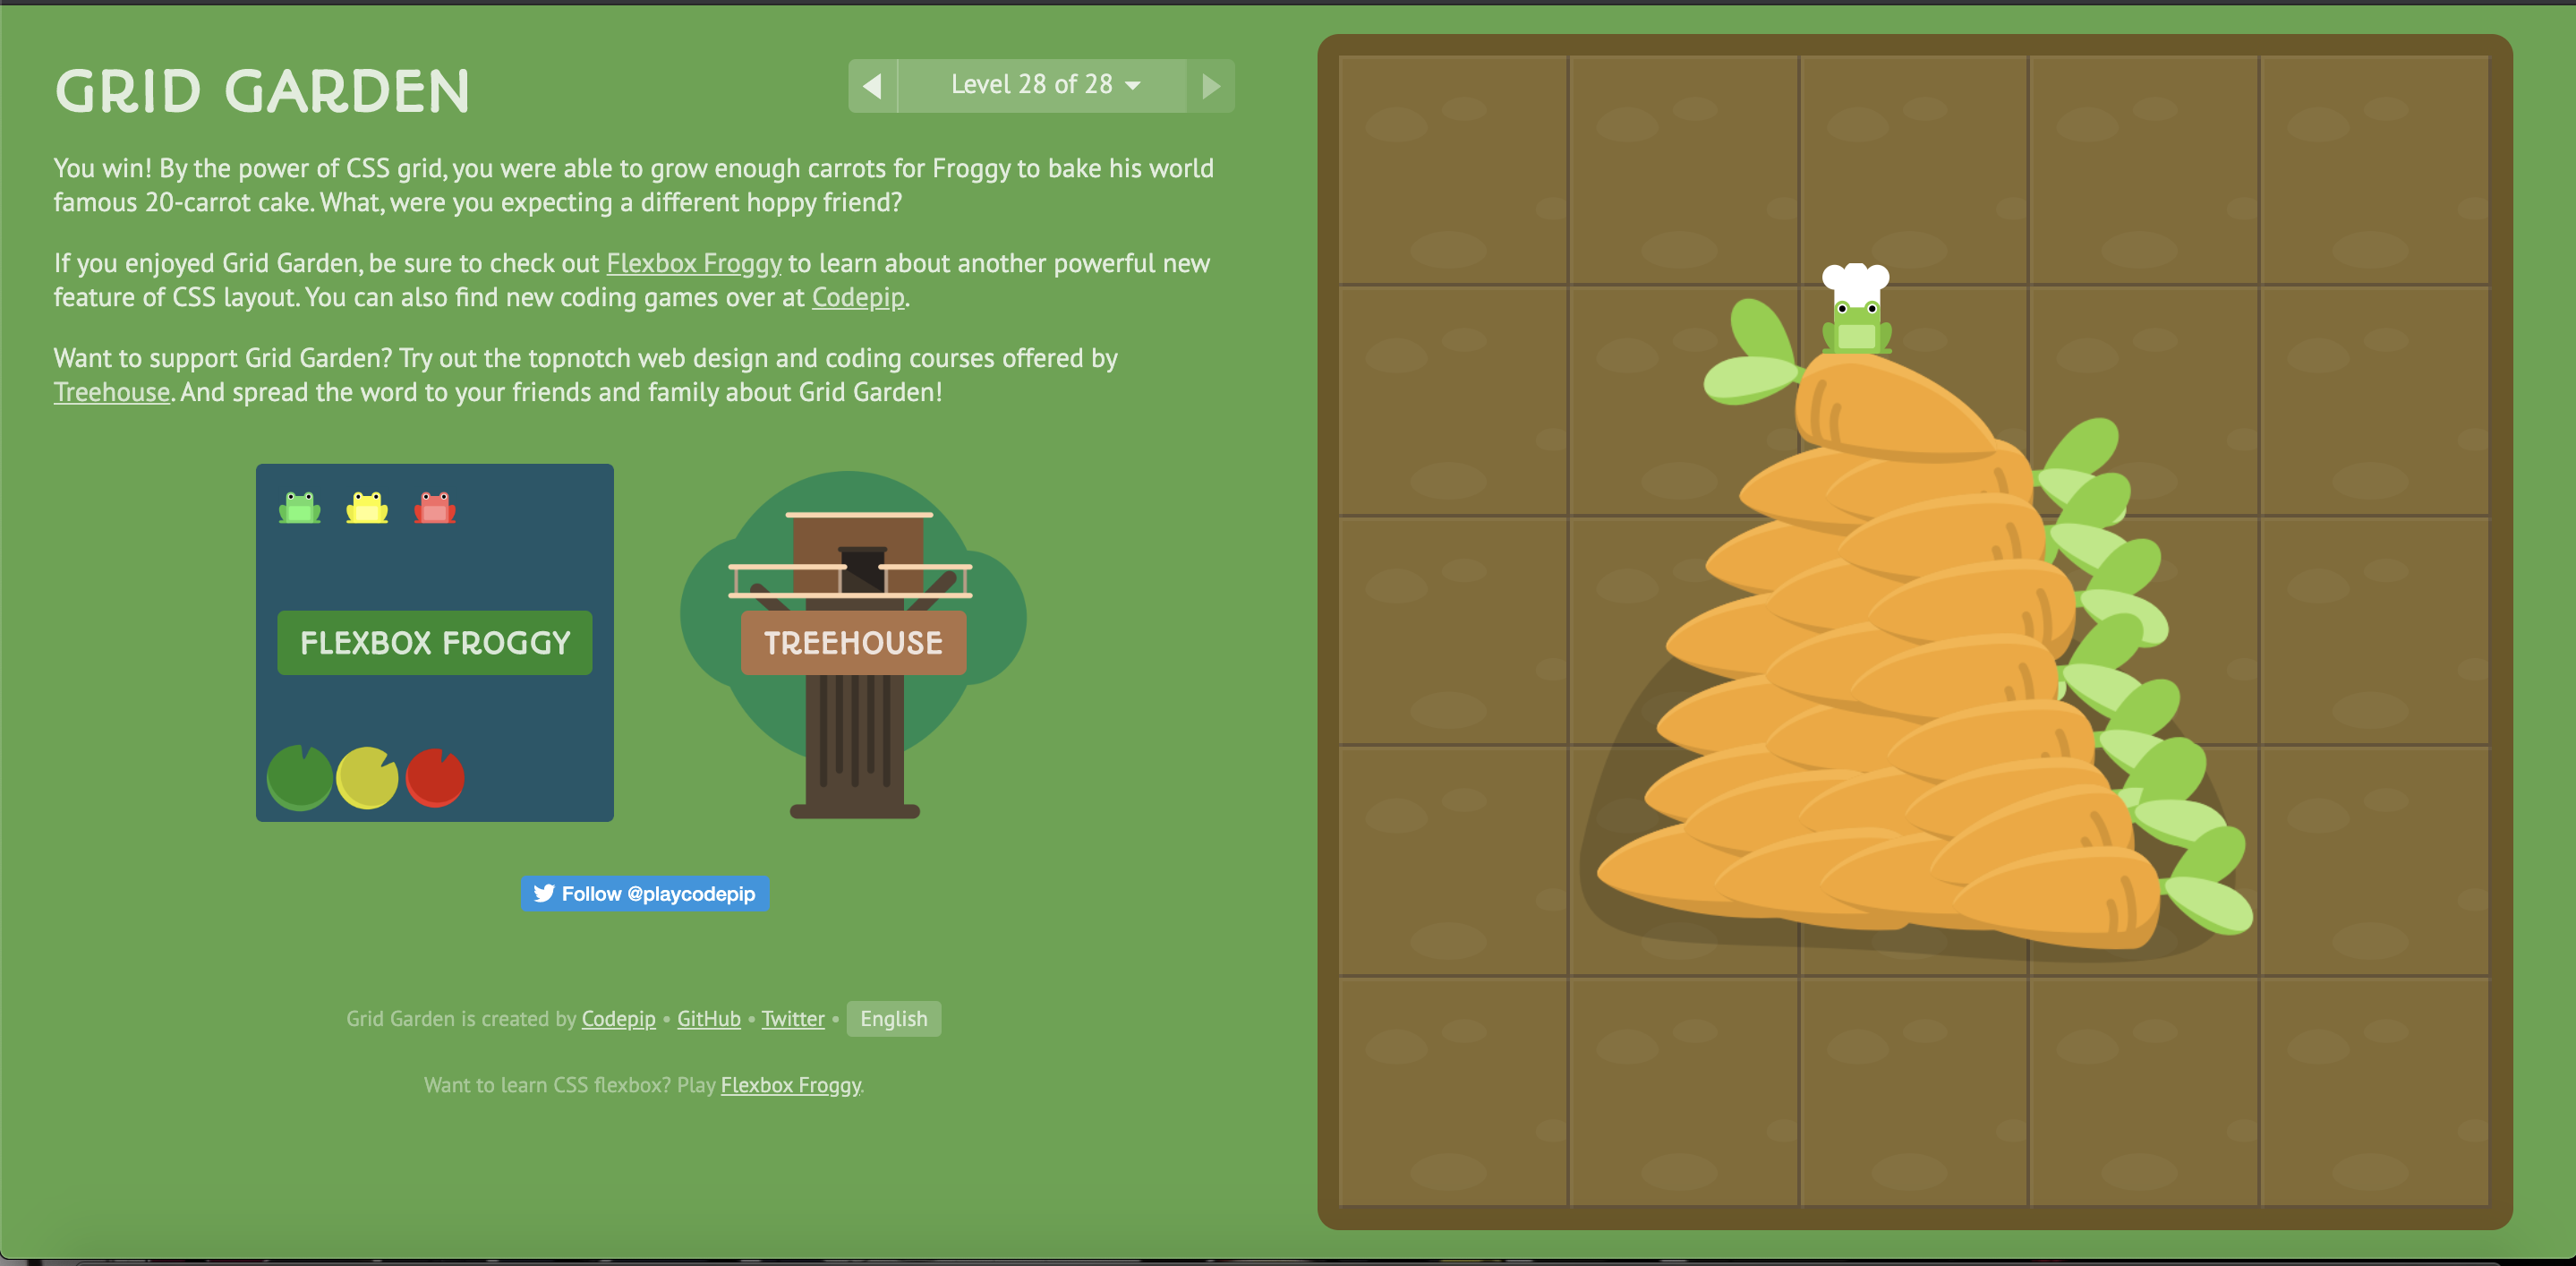 GRID GARDEN
Level 28 of 28
You win! By the power of CSS grid, you were able to grow enough carrots for Froggy to bake his world
famous 20-carrot cake. What, were you expecting a different hoppy friend?
If you enjoyed Grid Garden, be sure to check out Flexbox Froggy to learn about another powerful new
feature of CSS layout. You can also find new coding games over at Codepip.
Want to support Grid Garden? Try out the topnotch web design and coding courses offered by
Treehouse. And spread the word to your friends and family about Grid Garden!
FLEXBOX FROGGY
TREEHOUSE
Follow @playcodepip
Grid Garden is created by Codepip • GitHub • Twitter • English
Want to learn CSS flexbox? Play Flexbox Froggy.